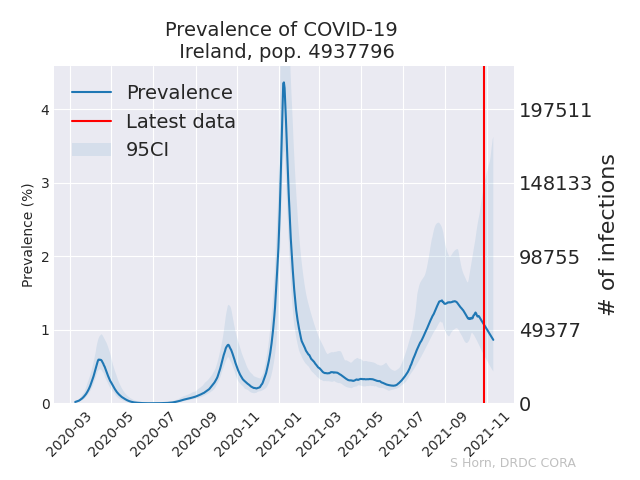 Prevalence of COVID-19
Ireland, pop. 4937796
Prevalence
Latest data
95CI
Prevalence (%)
4
3
2
1
0
197511
148133
98755
49377
0
# of infections
2020-03
2020-05
2020-07
2020-09
2020-11
2021-01
2021-03
2021-05
2021-07
2021-09
2021-11
S Horn, DRDC CORA